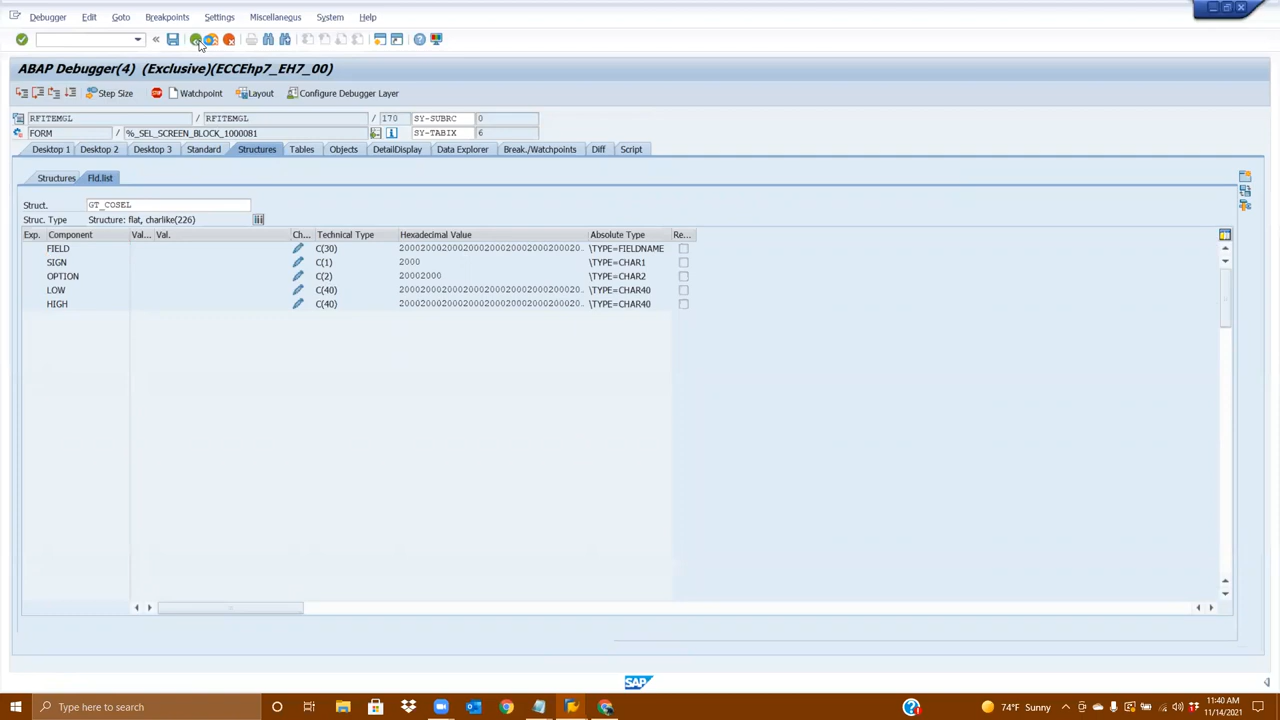 Debugger Edit Goto Breakpoints Settings Miscellaneous System Help
ABAP Debugger(4) (Exclusive)(ECCEhp7_EH7_00)
Step Size Watchpoint Layout Configure Debugger Layer
RFITEMGL / RFITEMGL / 170 SY-SUBRC 0
FORM / %_SEL_SCREEN_BLOCK_1000081 SY-TABIX 6
Desktop 1 Desktop 2 Desktop 3 Standard Structures Tables Objects DetailDisplay Data Explorer Break./Watchpoints Diff Script
Structures Fld.list
Struct. GT_COSEL
Struc. Type Structure: flat, charlike(226)
Exp. Component Val... Val. Ch... Technical Type Hexadecimal Value Absolute Type Re...
FIELD C(30) 20002000200020002000200020002000200020.. \TYPE=FIELDNAME
SIGN C(1) 2000 \TYPE=CHAR1
OPTION C(2) 20002000 \TYPE=CHAR2
LOW C(40) 20002000200020002000200020002000200020.. \TYPE=CHAR40
HIGH C(40) 20002000200020002000200020002000200020.. \TYPE=CHAR40
SAP
Type here to search
74°F Sunny
11:40 AM
11/14/2021